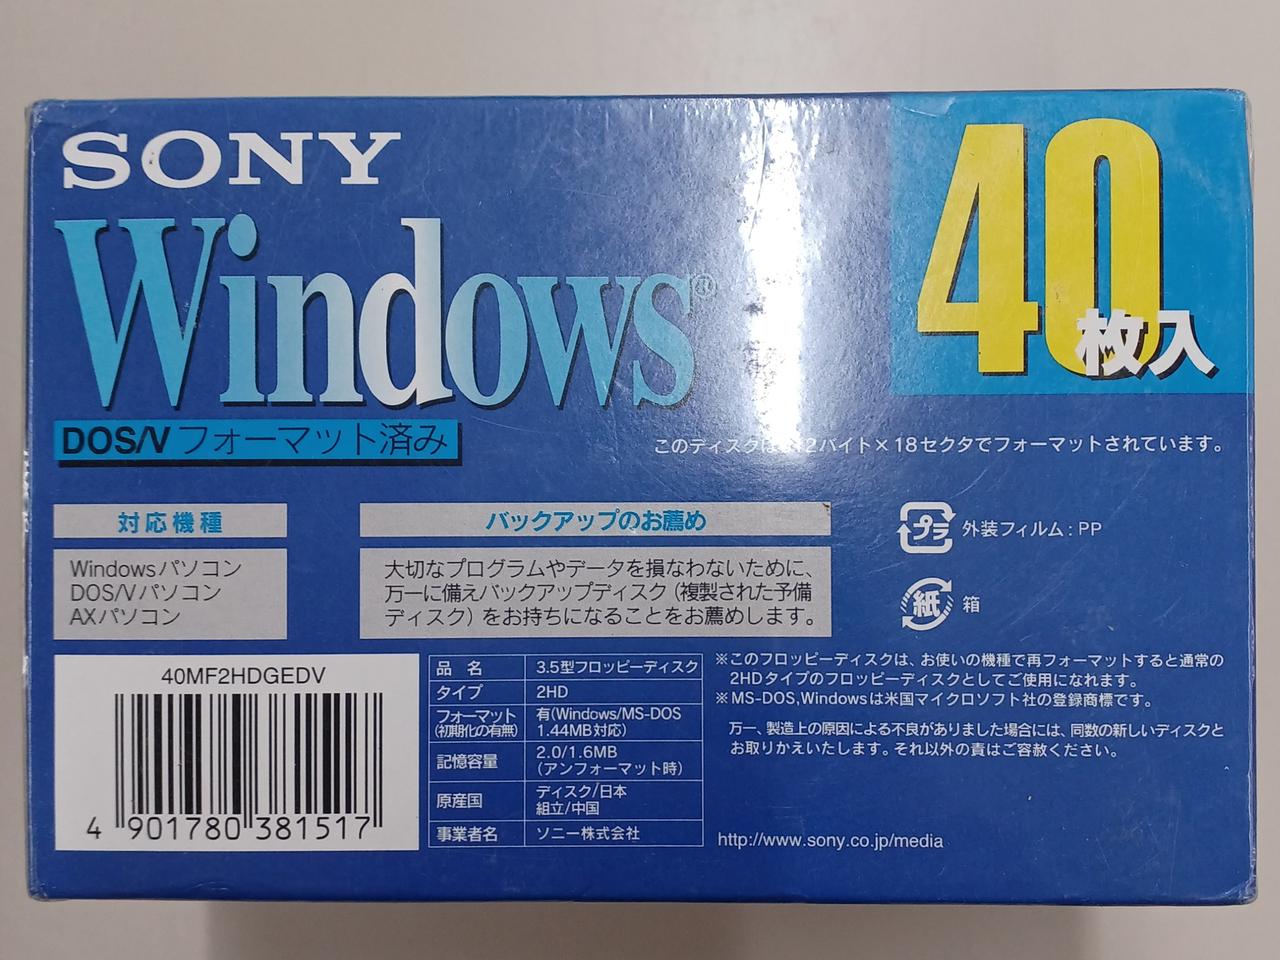 SONY
Windows®
40
枚入
DOS/V フォーマット済み
このディスクは 2バイト×18セクタでフォーマットされています。
対応機種
Windowsパソコン
DOS/Vパソコン
AXパソコン
バックアップのお薦め
大切なプログラムやデータを損なわないために、
万一に備えバックアップディスク(複製された予備
ディスク)をお持ちになることをお薦めします。
プラ 外装フィルム:PP
紙 箱
40MF2HDGEDV
4 901780 381517
品 名 3.5型フロッピーディスク
タイプ 2HD
フォーマット 有(Windows/MS-DOS
(初期化の有無) 1.44MB対応)
記憶容量 2.0/1.6MB
(アンフォーマット時)
原産国 ディスク/日本
組立/中国
事業者名 ソニー株式会社
※このフロッピーディスクは、お使いの機種で再フォーマットすると通常の
2HDタイプのフロッピーディスクとしてご使用になれます。
※MS-DOS,Windowsは米国マイクロソフト社の登録商標です。
万一、製造上の原因による不良がありました場合には、同数の新しいディスクと
お取りかえいたします。それ以外の責はご容赦ください。
http://www.sony.co.jp/media